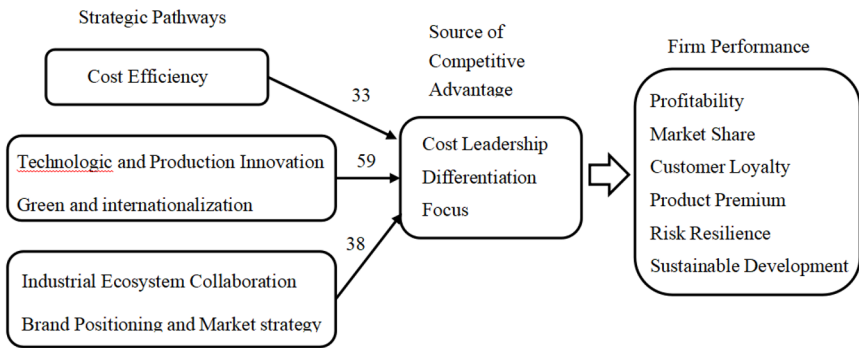 Strategic Pathways
Cost Efficiency
33
Technologic and Production Innovation
Green and internationalization
59
Industrial Ecosystem Collaboration
Brand Positioning and Market strategy
38
Source of
Competitive
Advantage
Cost Leadership
Differentiation
Focus
Firm Performance
Profitability
Market Share
Customer Loyalty
Product Premium
Risk Resilience
Sustainable Development